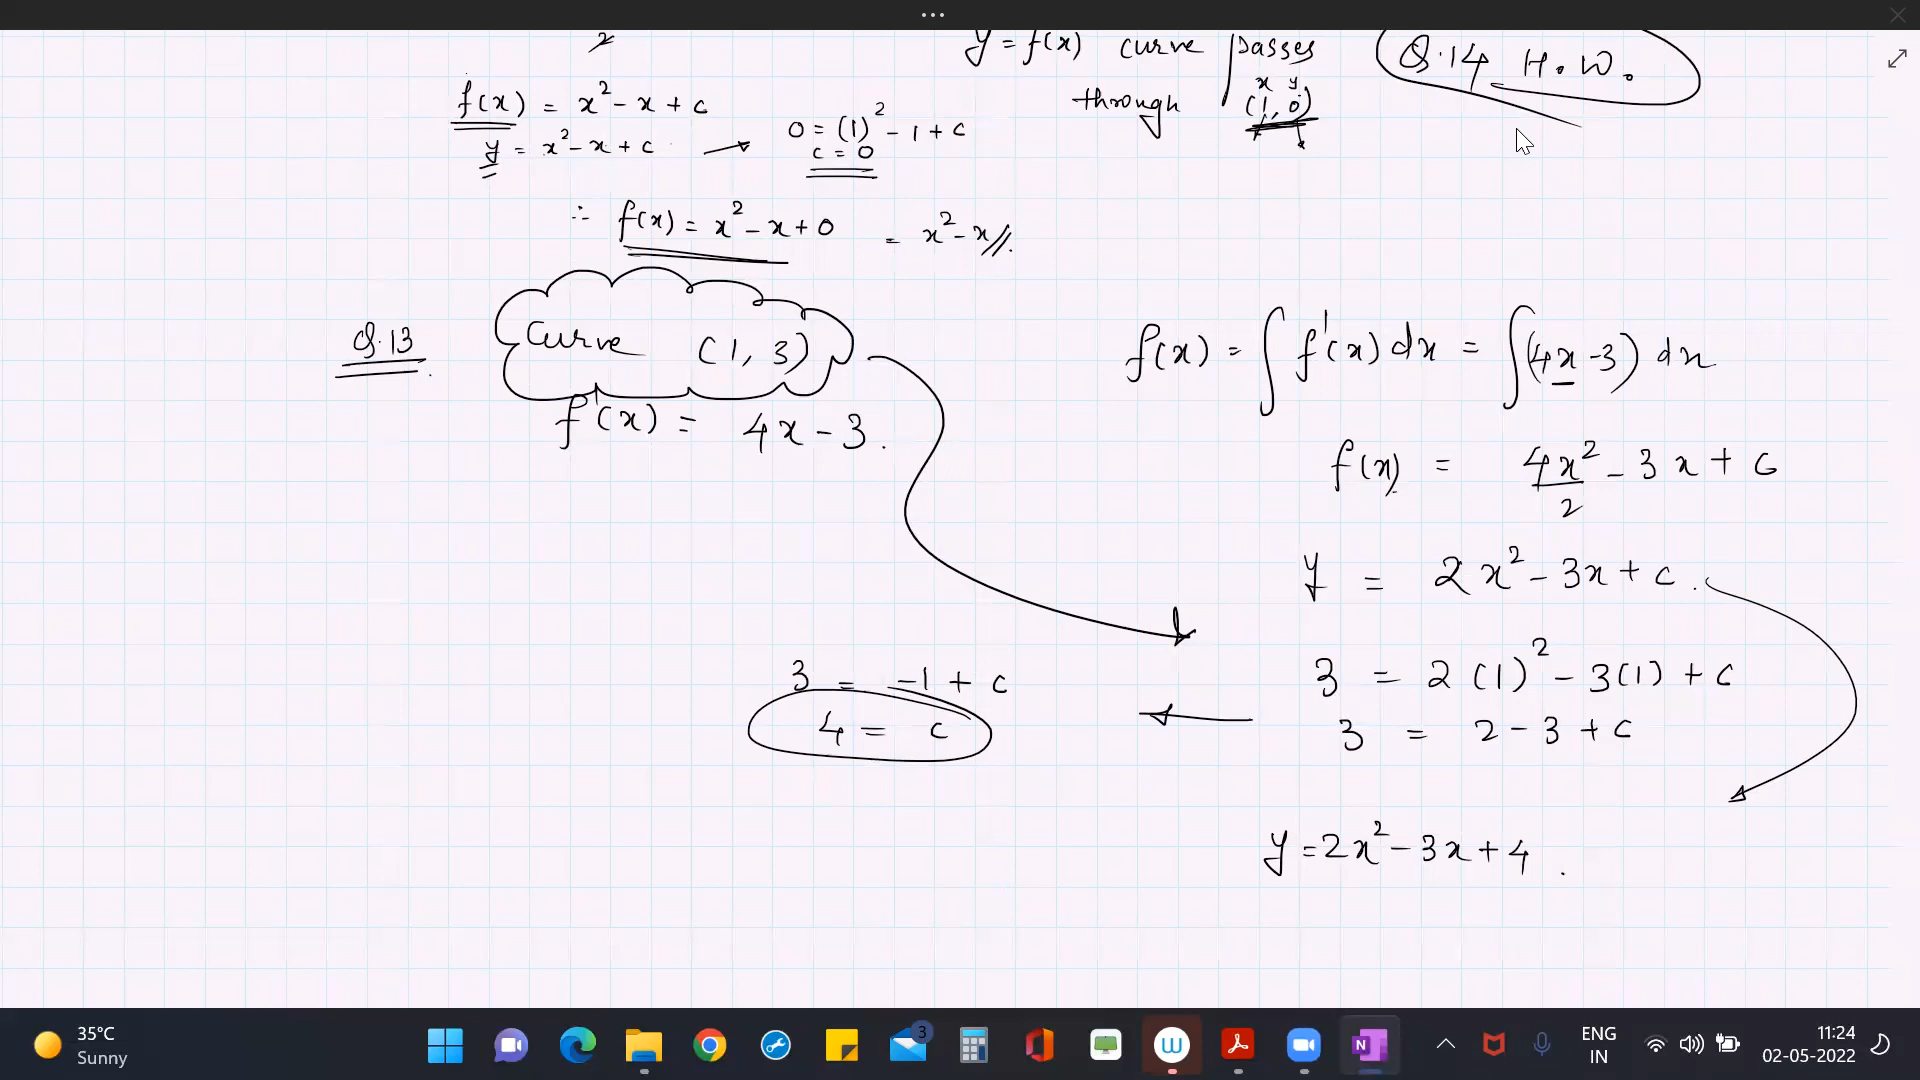 2
y = f(x) curve passes
through
x y
(1, 0)
Q.14 H.W.
f(x) = x² - x + c
y = x² - x + c
0 = (1)² - 1 + c
c = 0
∴ f(x) = x² - x + 0 = x² - x //.
Q.13
Curve (1, 3)
f'(x) = 4x - 3.
f(x) = ∫ f'(x) dx = ∫(4x - 3) dx
f(x) = 4x²/2 - 3x + c
y = 2x² - 3x + c.
3 = 2(1)² - 3(1) + c
3 = 2 - 3 + c
3 = -1 + c
4 = c
y = 2x² - 3x + 4.
35°C
Sunny
3
W
N
ENG
IN
11:24
02-05-2022